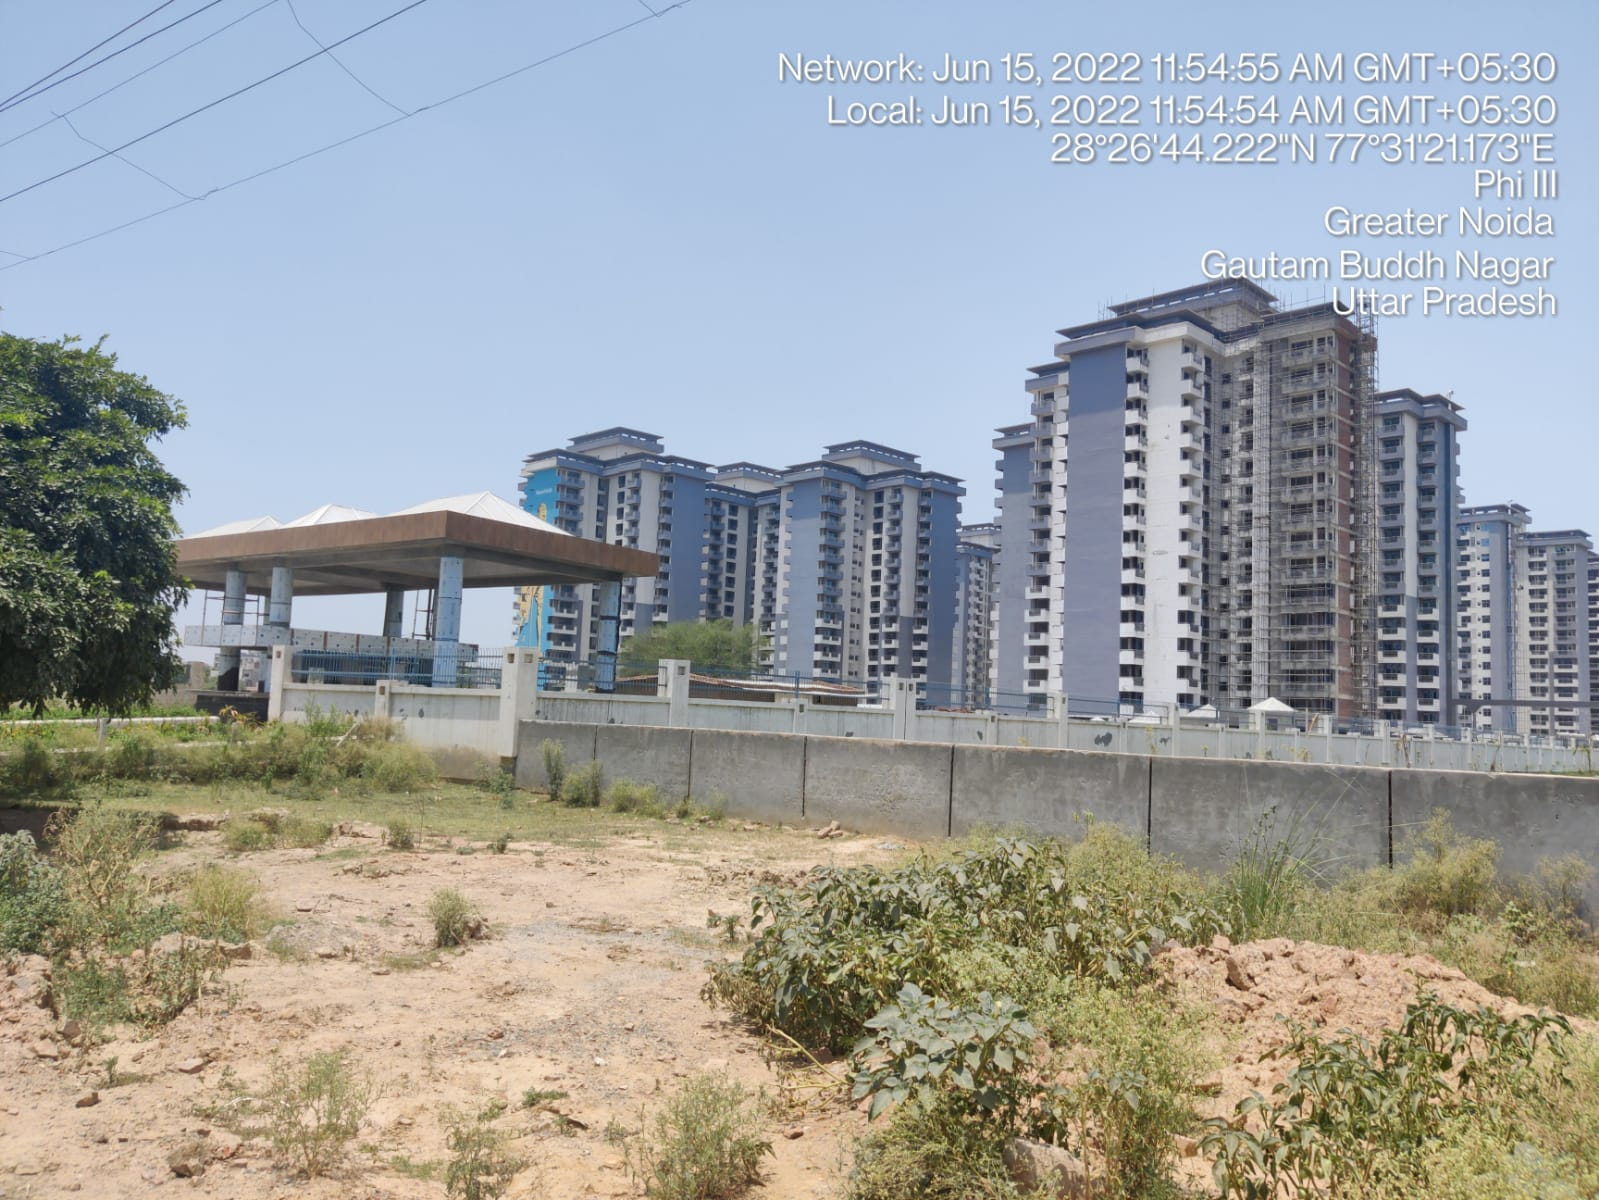 Network: Jun 15, 2022 11:54:55 AM GMT+05:30
Local: Jun 15, 2022 11:54:54 AM GMT+05:30
28°26'44.222"N 77°31'21.173"E
Phi III
Greater Noida
Gautam Buddh Nagar
Uttar Pradesh